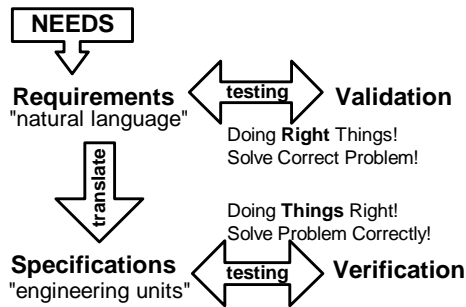 NEEDS
Requirements
"natural language"
testing
Validation
Doing Right Things!
Solve Correct Problem!
translate
Doing Things Right!
Solve Problem Correctly!
Specifications
"engineering units"
testing
Verification